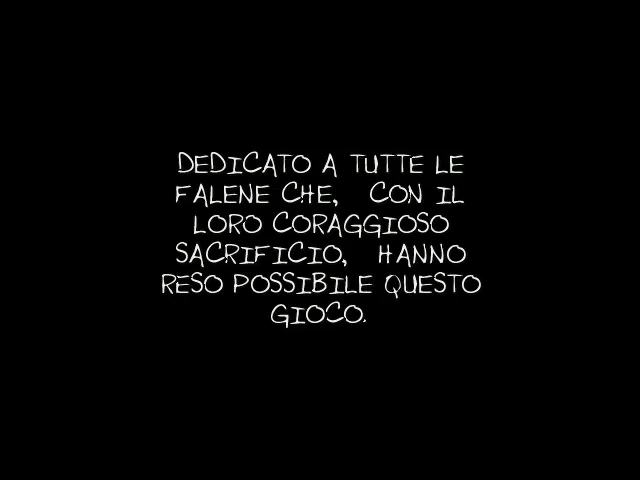 DEDICATO A TUTTE LE
FALENE CHE, CON IL
LORO CORAGGIOSO
SACRIFICIO, HANNO
RESO POSSIBILE QUESTO
GIOCO.